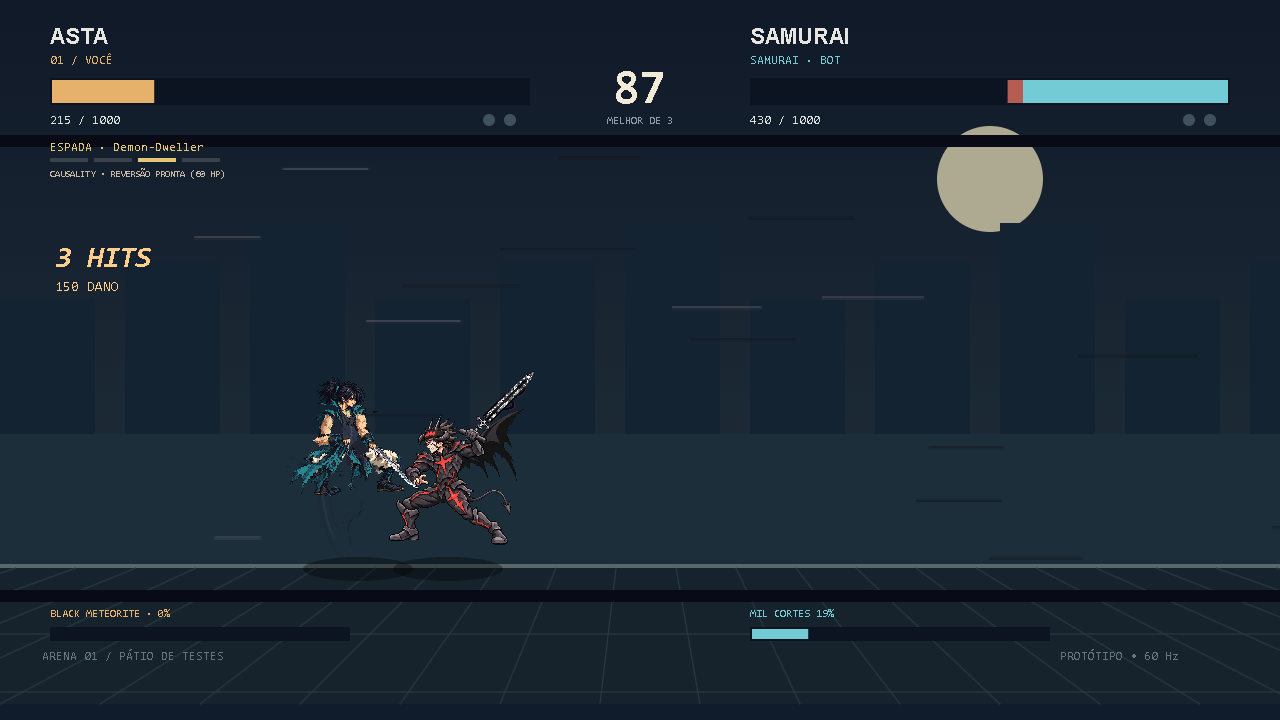 ASTA
01 / VOCÊ
215 / 1000
87
MELHOR DE 3
SAMURAI
SAMURAI · BOT
430 / 1000
ESPADA · Demon-Dweller
CAUSALITY · REVERSÃO PRONTA (60 HP)
3 HITS
150 DANO
BLACK METEORITE · 0%
MIL CORTES 19%
ARENA 01 / PÁTIO DE TESTES
PROTÓTIPO • 60 Hz